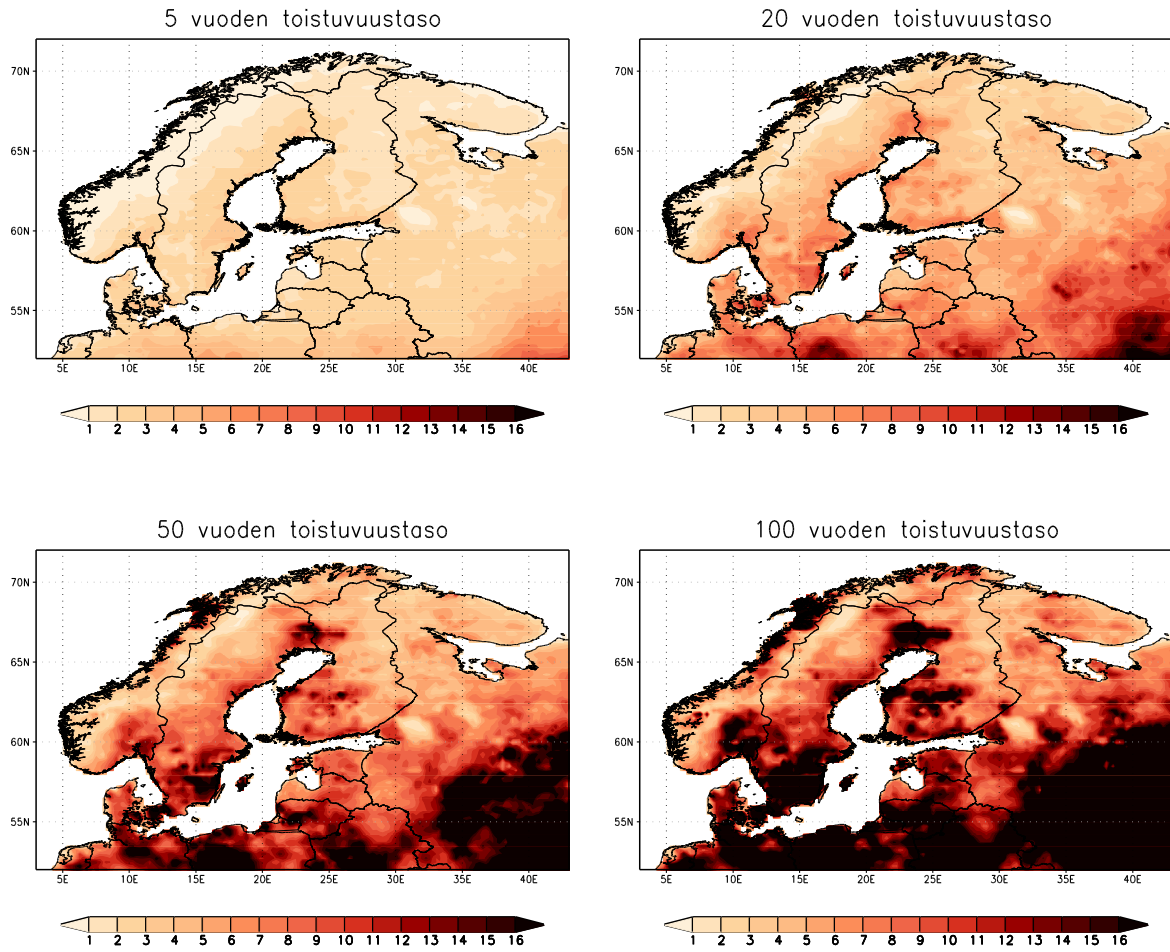 5 vuoden toistuvuustaso
20 vuoden toistuvuustaso
70N
65N
60N
55N
5E 10E 15E 20E 25E 30E 35E 40E
70N
65N
60N
55N
5E 10E 15E 20E 25E 30E 35E 40E
1 2 3 4 5 6 7 8 9 10 11 12 13 14 15 16
1 2 3 4 5 6 7 8 9 10 11 12 13 14 15 16
50 vuoden toistuvuustaso
100 vuoden toistuvuustaso
70N
65N
60N
55N
5E 10E 15E 20E 25E 30E 35E 40E
70N
65N
60N
55N
5E 10E 15E 20E 25E 30E 35E 40E
1 2 3 4 5 6 7 8 9 10 11 12 13 14 15 16
1 2 3 4 5 6 7 8 9 10 11 12 13 14 15 16